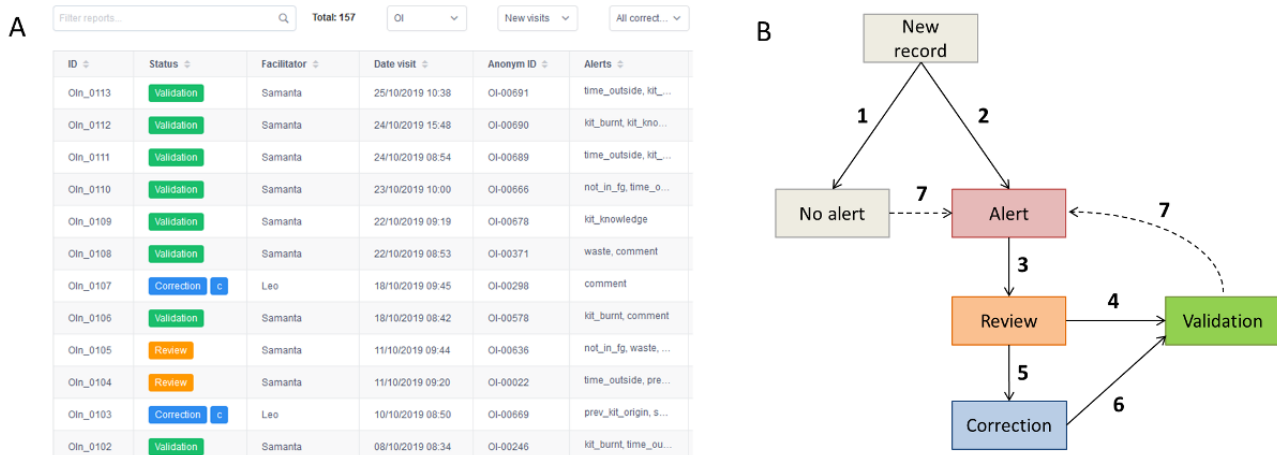 A
Filter reports...
Total: 157
OI
New visits
All correct...
ID Status Facilitator Date visit Anonym ID Alerts
OIn_0113 Validation Samanta 25/10/2019 10:38 OI-00691 time_outside, kit_...
OIn_0112 Validation Samanta 24/10/2019 15:48 OI-00690 kit_burnt, kit_kno...
OIn_0111 Validation Samanta 24/10/2019 08:54 OI-00689 time_outside, kit_...
OIn_0110 Validation Samanta 23/10/2019 10:00 OI-00666 not_in_fg, time_o...
OIn_0109 Validation Samanta 22/10/2019 09:19 OI-00678 kit_knowledge
OIn_0108 Validation Samanta 22/10/2019 08:53 OI-00371 waste, comment
OIn_0107 Correction c Leo 18/10/2019 09:45 OI-00298 comment
OIn_0106 Validation Samanta 18/10/2019 08:42 OI-00578 kit_burnt, comment
OIn_0105 Review Samanta 11/10/2019 09:44 OI-00636 not_in_fg, waste, ...
OIn_0104 Review Samanta 11/10/2019 09:20 OI-00022 time_outside, pre...
OIn_0103 Correction c Leo 10/10/2019 08:50 OI-00669 prev_kit_origin, s...
OIn_0102 Validation Samanta 08/10/2019 08:34 OI-00246 kit_burnt, time_ou...
B
New
record
1
2
No alert
7
Alert
7
3
Review
4
Validation
5
6
Correction